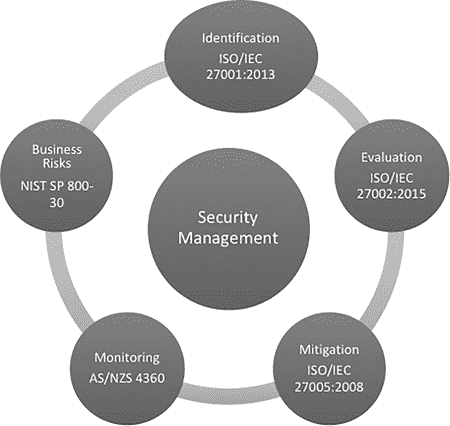 Identification
ISO/IEC
27001:2013
Business
Risks
NIST SP 800-
30
Evaluation
ISO/IEC
27002:2015
Security
Management
Monitoring
AS/NZS 4360
Mitigation
ISO/IEC
27005:2008